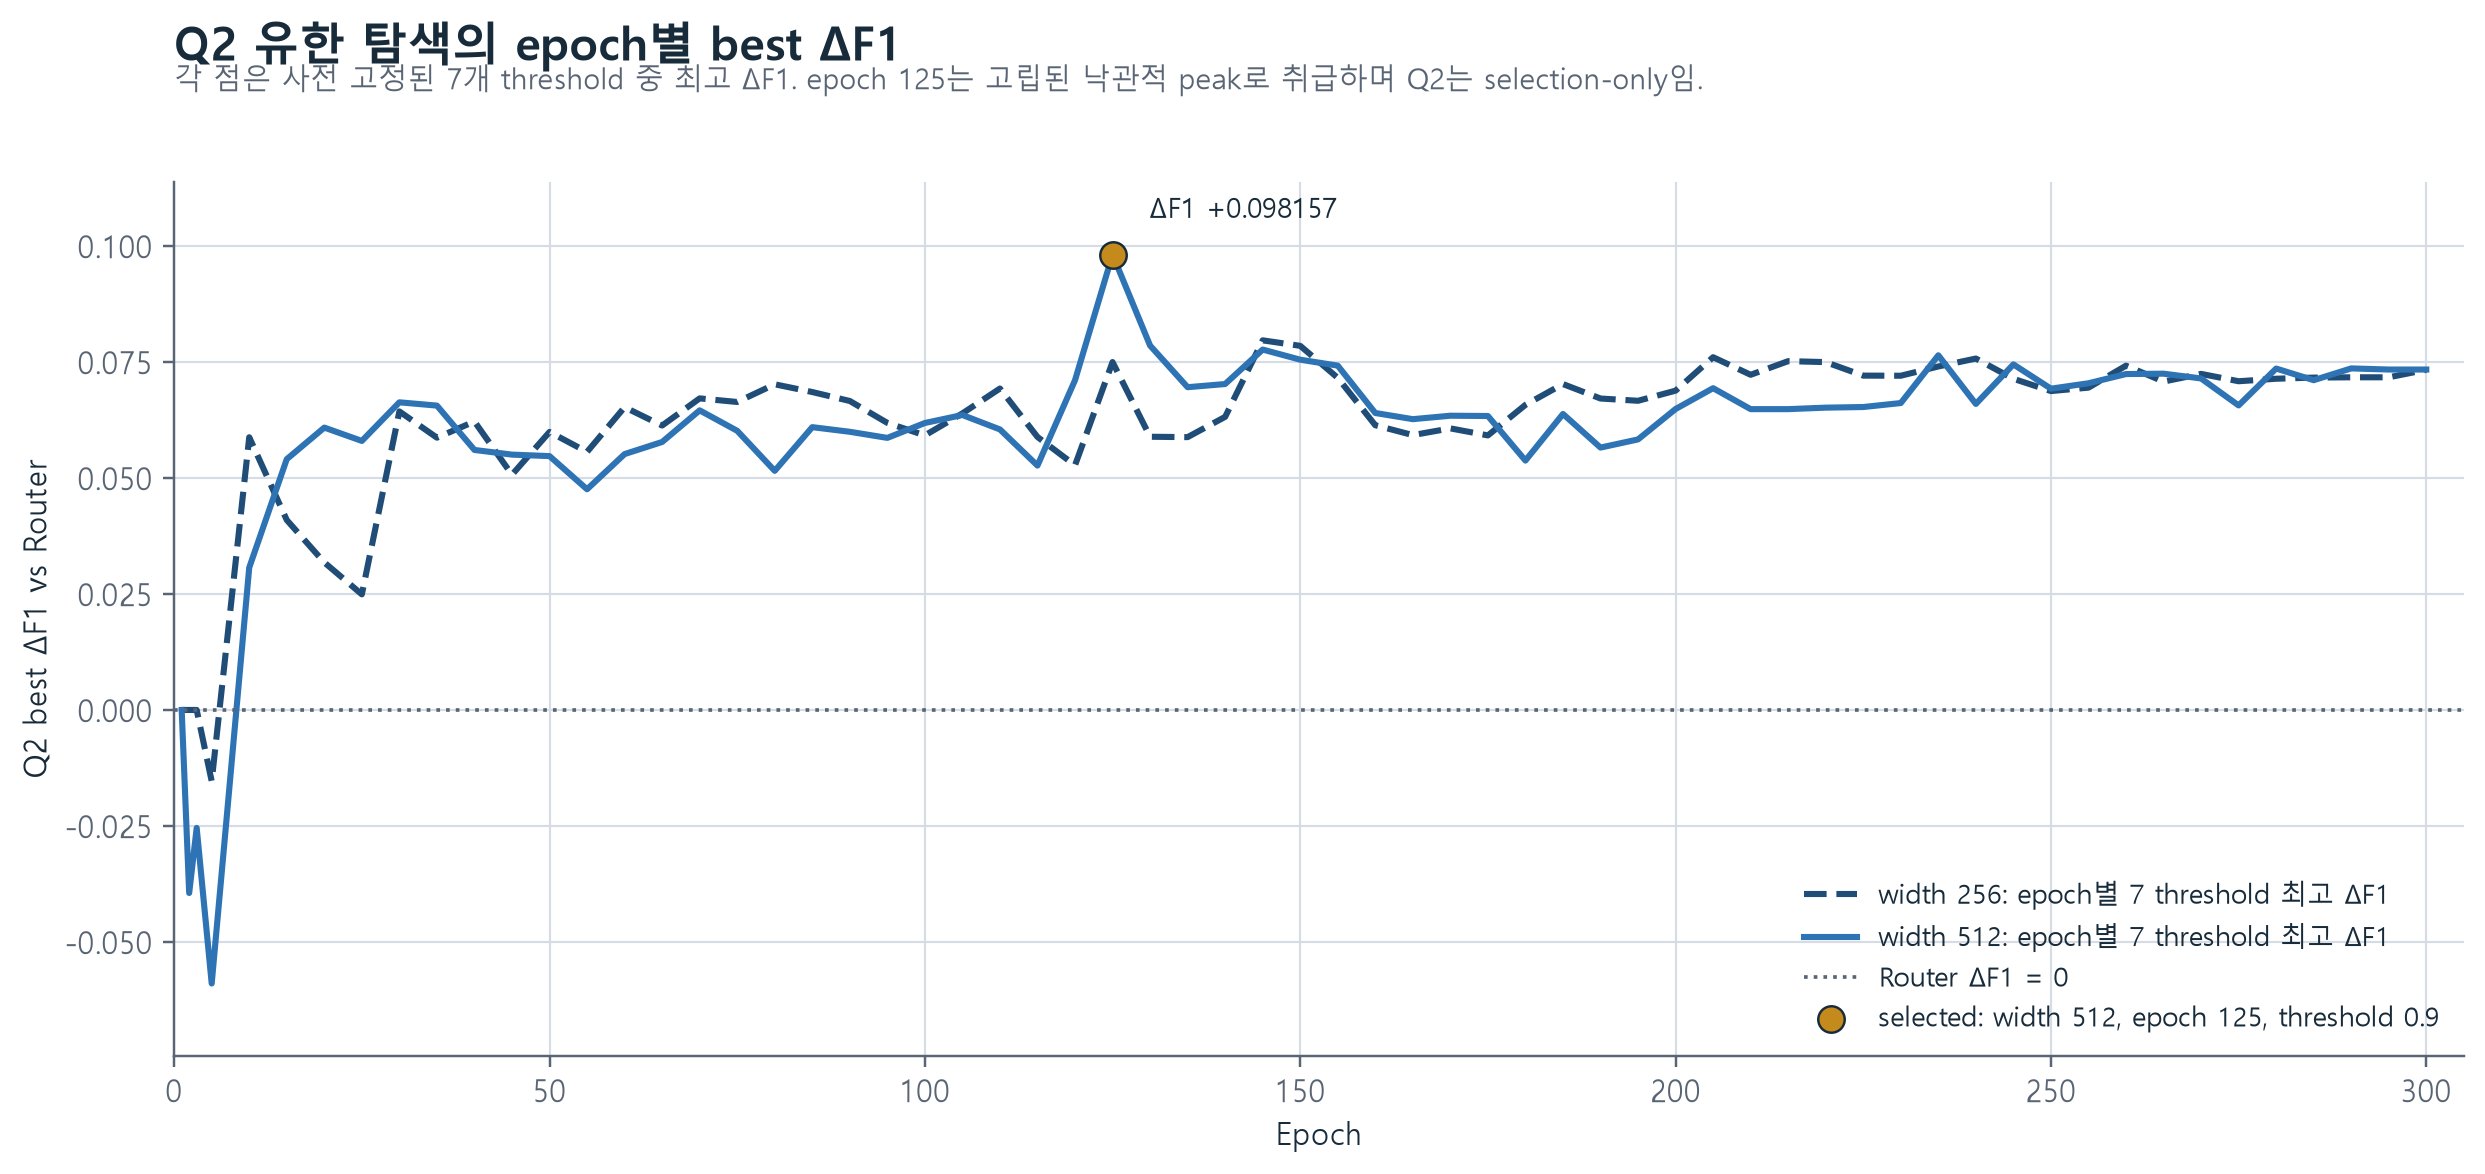 Q2 유한 탐색의 epoch별 best ΔF1
각 점은 사전 고정된 7개 threshold 중 최고 ΔF1. epoch 125는 고립된 낙관적 peak로 취급하며 Q2는 selection-only임.
ΔF1 +0.098157
0.100
0.075
0.050
0.025
0.000
-0.025
-0.050
Q2 best ΔF1 vs Router
width 256: epoch별 7 threshold 최고 ΔF1
width 512: epoch별 7 threshold 최고 ΔF1
Router ΔF1 = 0
selected: width 512, epoch 125, threshold 0.9
0 50 100 150 200 250 300
Epoch